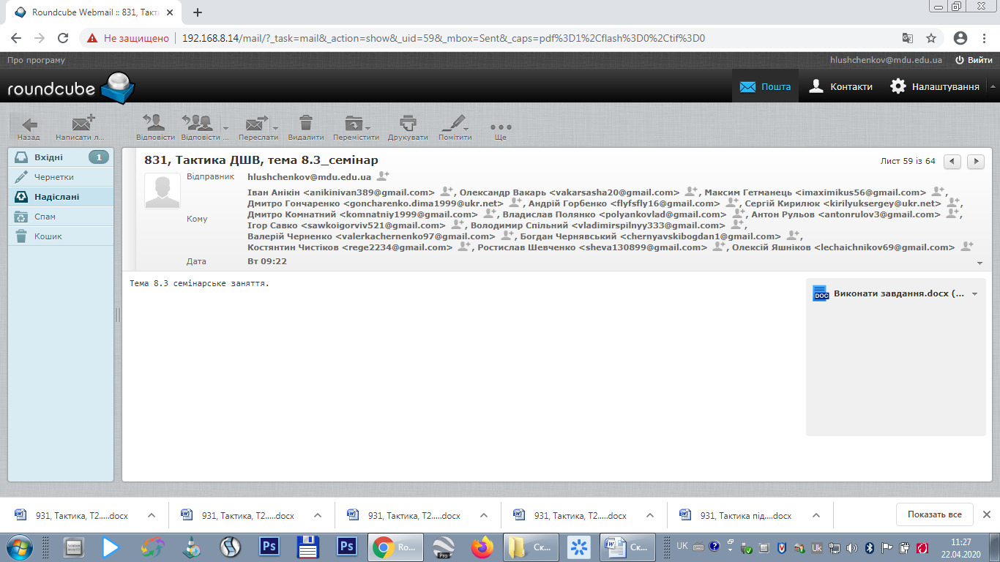 Roundcube Webmail :: 831, Такти
Не защищено 192.168.8.14/mail/?_task=mail&_action=show&_uid=59&_mbox=Sent&_caps=pdf%3D1%2Cflash%3D0%2Ctif%3D0
Про програму hlushchenkov@mdu.edu.ua Вийти
roundcube Пошта Контакти Налаштування
Назад Написати л... Відповісти Відповісти ... Переслати Видалити Перемістити Друкувати Помітити Ще
Вхідні 1
Чернетки
Надіслані
Спам
Кошик
831, Тактика ДШВ, тема 8.3_семінар Лист 59 із 64
Відправник hlushchenkov@mdu.edu.ua
Кому Іван Анікін <anikinivan389@gmail.com> , Олександр Вакарь <vakarsasha20@gmail.com> , Максим Гетманець <imaximikus56@gmail.com> ,
Дмитро Гончаренко <goncharenko.dima1999@ukr.net> , Андрій Горбенко <flyfsfly16@gmail.com> , Сергій Кирилюк <kirilyuksergey@ukr.net> ,
Дмитро Комнатний <komnatniy1999@gmail.com> , Владислав Полянко <polyankovlad@gmail.com> , Антон Рульов <antonrulov3@gmail.com> ,
Ігор Савко <sawkoigorviv521@gmail.com> , Володимир Спільний <vladimirspilnyy333@gmail.com> ,
Валерій Черненко <valerkachernenko97@gmail.com> , Богдан Чернявський <chernyavskibogdan1@gmail.com> ,
Костянтин Чистіков <rege2234@gmail.com> , Ростислав Шевченко <sheva130899@gmail.com> , Олексій Яшніков <lechaichnikov69@gmail.com>
Дата Вт 09:22
Тема 8.3 семінарське заняття.
DOC Виконати завдання.docx (...
931, Тактика, Т2.....docx 931, Тактика, Т2.....docx 931, Тактика, Т2.....docx 931, Тактика, Т2.....docx 931, Тактика під....docx Показать все
Ps Ps Ro... Pro Ск... Ск... UK Uk 11:27
22.04.2020